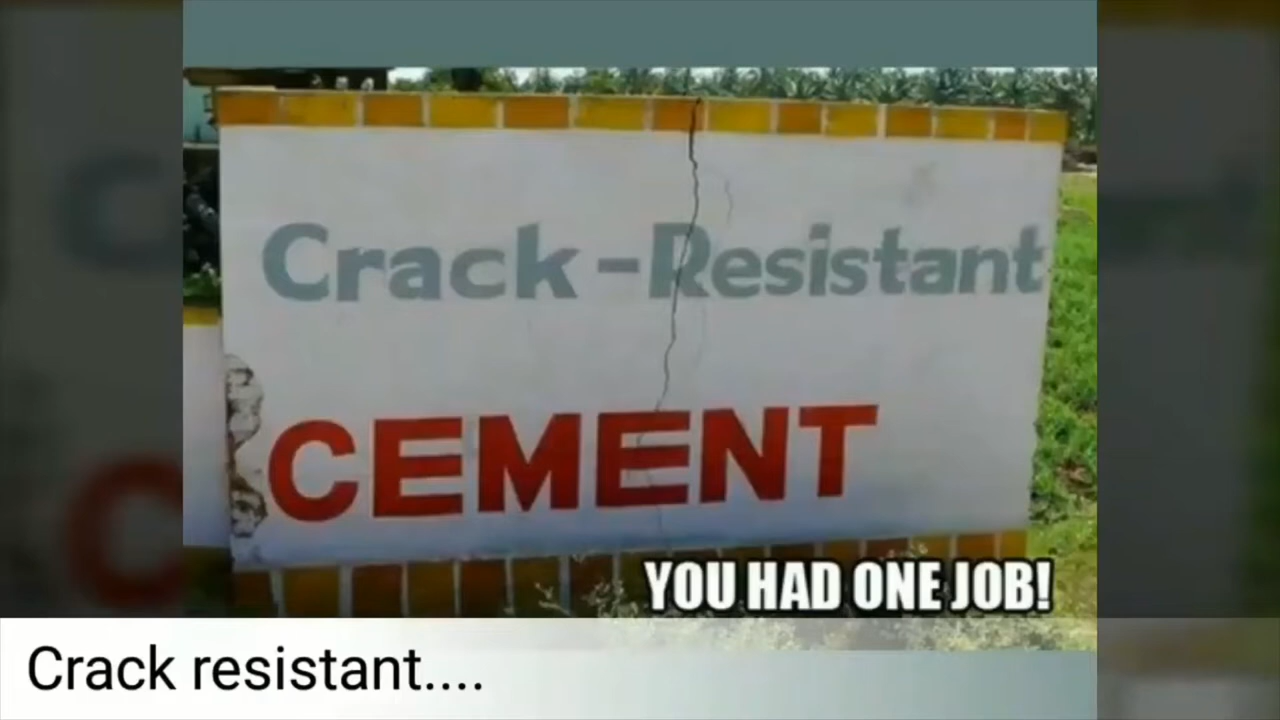 Crack-Resistant
CEMENT
YOU HAD ONE JOB!
Crack resistant....